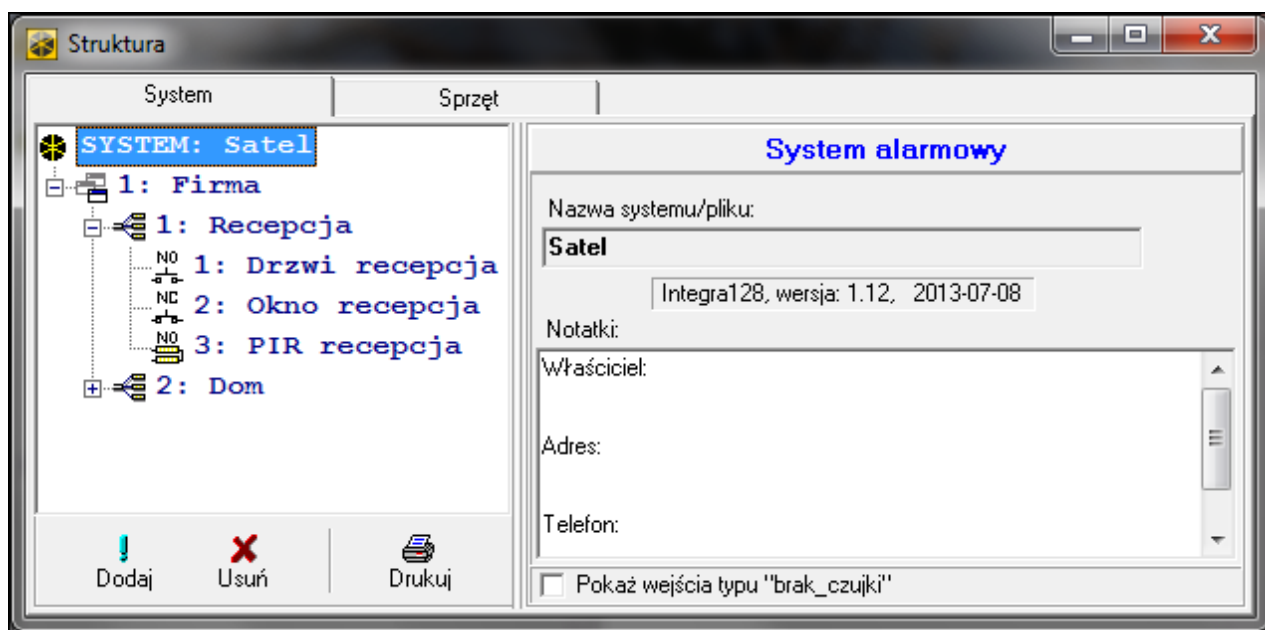 Struktura
System
Sprzęt
SYSTEM: Satel
1: Firma
1: Recepcja
NO 1: Drzwi recepcja
NC 2: Okno recepcja
NO 3: PIR recepcja
2: Dom
Dodaj
Usuń
Drukuj
System alarmowy
Nazwa systemu/pliku:
Satel
Integra128, wersja: 1.12, 2013-07-08
Notatki:
Właściciel:
Adres:
Telefon:
Pokaż wejścia typu "brak_czujki"